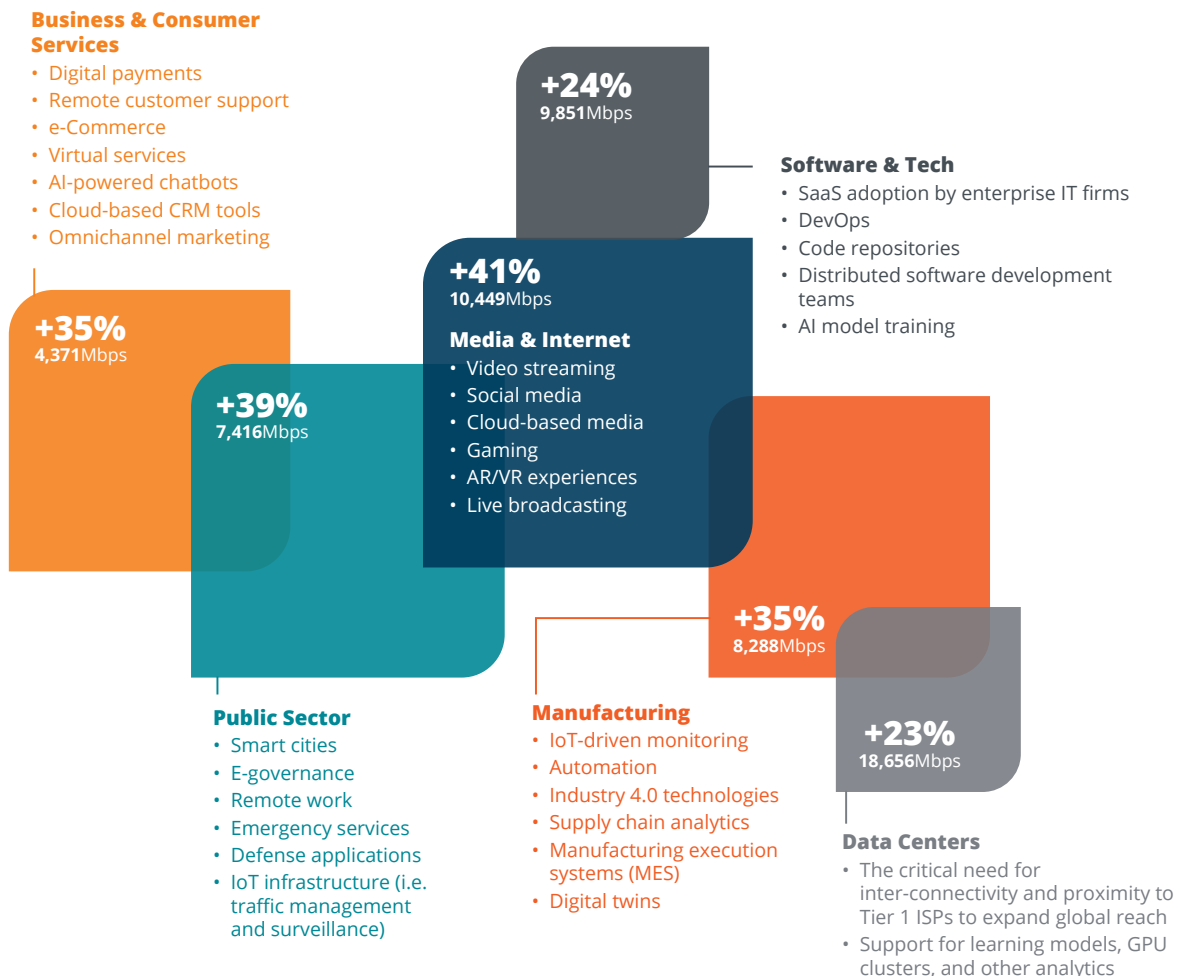 Business & Consumer
Services
• Digital payments
• Remote customer support
• e-Commerce
• Virtual services
• AI-powered chatbots
• Cloud-based CRM tools
• Omnichannel marketing
+35%
4,371Mbps
+24%
9,851Mbps
Software & Tech
• SaaS adoption by enterprise IT firms
• DevOps
• Code repositories
• Distributed software development
teams
• AI model training
+41%
10,449Mbps
Media & Internet
• Video streaming
• Social media
• Cloud-based media
• Gaming
• AR/VR experiences
• Live broadcasting
+39%
7,416Mbps
Public Sector
• Smart cities
• E-governance
• Remote work
• Emergency services
• Defense applications
• IoT infrastructure (i.e.
traffic management
and surveillance)
+35%
8,288Mbps
Manufacturing
• IoT-driven monitoring
• Automation
• Industry 4.0 technologies
• Supply chain analytics
• Manufacturing execution
systems (MES)
• Digital twins
+23%
18,656Mbps
Data Centers
• The critical need for
inter-connectivity and proximity to
Tier 1 ISPs to expand global reach
• Support for learning models, GPU
clusters, and other analytics